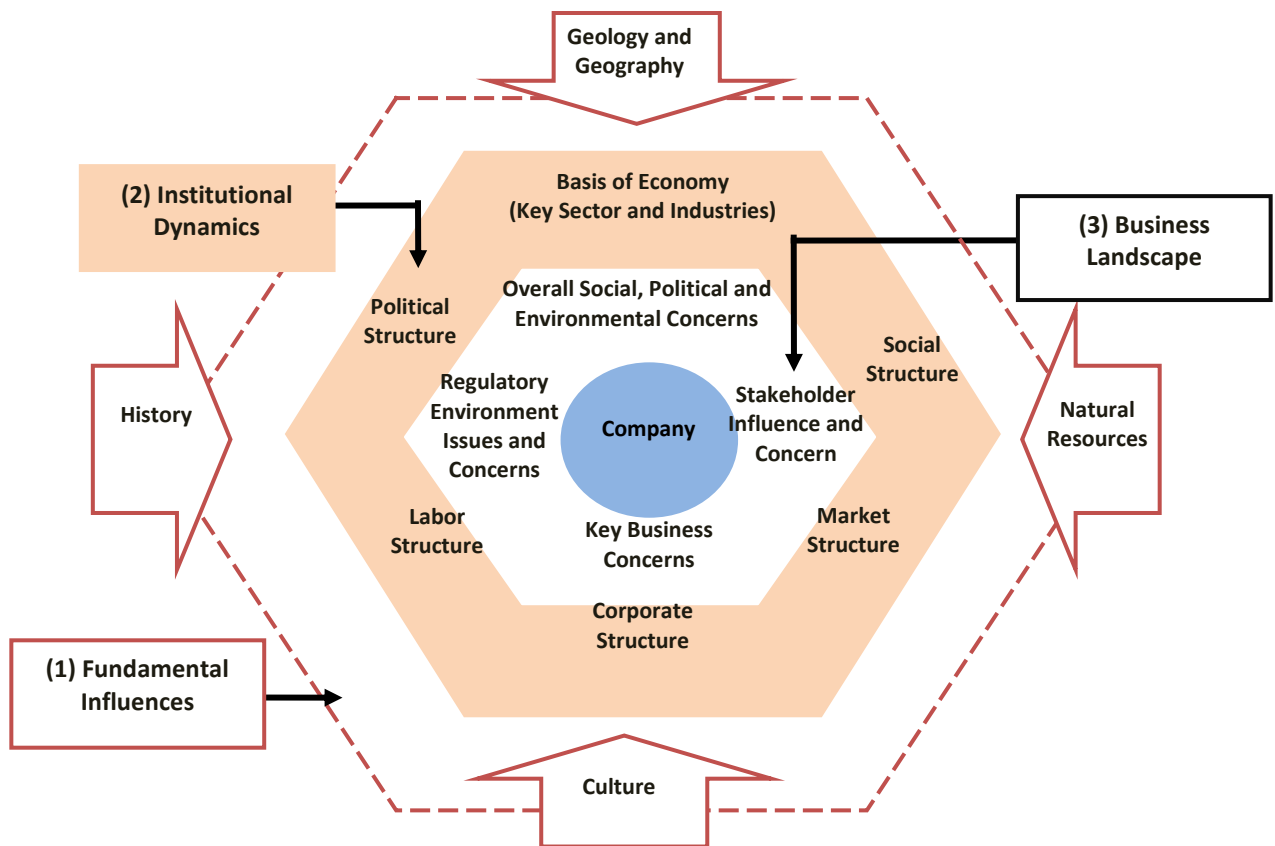 Geology and
Geography
(2) Institutional
Dynamics
Basis of Economy
(Key Sector and Industries)
(3) Business
Landscape
Overall Social, Political and
Environmental Concerns
Political
Structure
Social
Structure
History
Regulatory
Environment
Issues and
Concerns
Company
Stakeholder
Influence and
Concern
Natural
Resources
Labor
Structure
Key Business
Concerns
Market
Structure
Corporate
Structure
(1) Fundamental
Influences
Culture